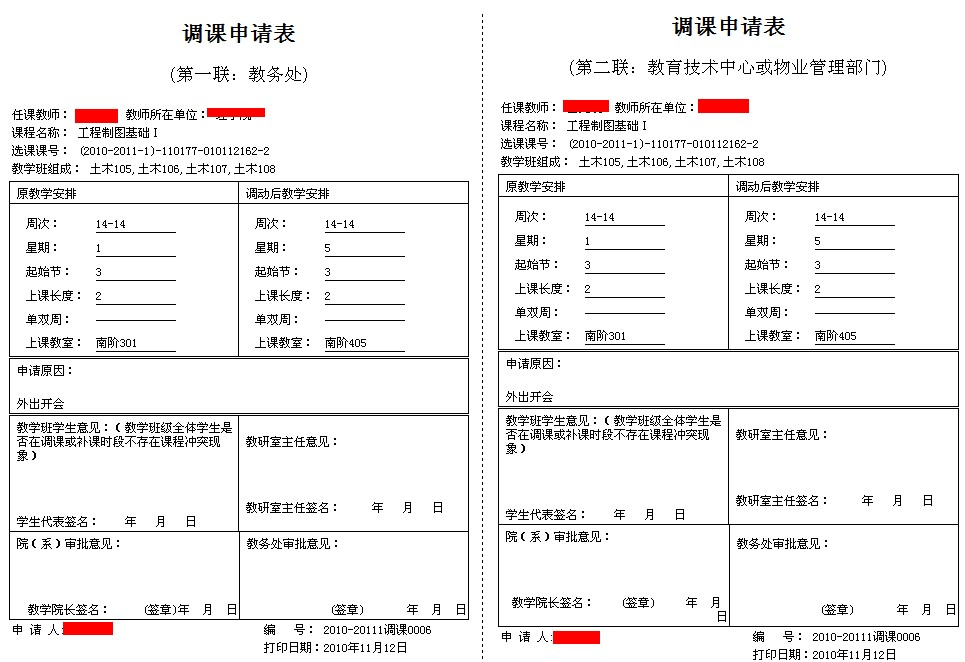 调课申请表
(第一联：教务处)
任课教师： 教师所在单位：
课程名称： 工程制图基础Ⅰ
选课课号： (2010-2011-1)-110177-010112162-2
教学班组成： 土木105,土木106,土木107,土木108
原教学安排 调动后教学安排
周次： 14-14 周次： 14-14
星期： 1 星期： 5
起始节： 3 起始节： 3
上课长度： 2 上课长度： 2
单双周： 单双周：
上课教室： 南阶301 上课教室： 南阶405
申请原因：
外出开会
教学班学生意见：（教学班级全体学生是
否在调课或补课时段不存在课程冲突现
象）
学生代表签名： 年 月 日
教研室主任意见：
教研室主任签名： 年 月 日
院（系）审批意见：
教学院长签名： (签章)年 月 日
教务处审批意见：
(签章) 年 月 日
申 请 人:
编 号： 2010-20111调课0006
打印日期：2010年11月12日
调课申请表
(第二联：教育技术中心或物业管理部门)
任课教师： 教师所在单位：
课程名称： 工程制图基础Ⅰ
选课课号： (2010-2011-1)-110177-010112162-2
教学班组成： 土木105,土木106,土木107,土木108
原教学安排 调动后教学安排
周次： 14-14 周次： 14-14
星期： 1 星期： 5
起始节： 3 起始节： 3
上课长度： 2 上课长度： 2
单双周： 单双周：
上课教室： 南阶301 上课教室： 南阶405
申请原因：
外出开会
教学班学生意见：（教学班级全体学生是
否在调课或补课时段不存在课程冲突现
象）
学生代表签名： 年 月 日
教研室主任意见：
教研室主任签名： 年 月 日
院（系）审批意见：
教学院长签名： (签章) 年 月
日
教务处审批意见：
(签章) 年 月 日
申 请 人:
编 号： 2010-20111调课0006
打印日期：2010年11月12日